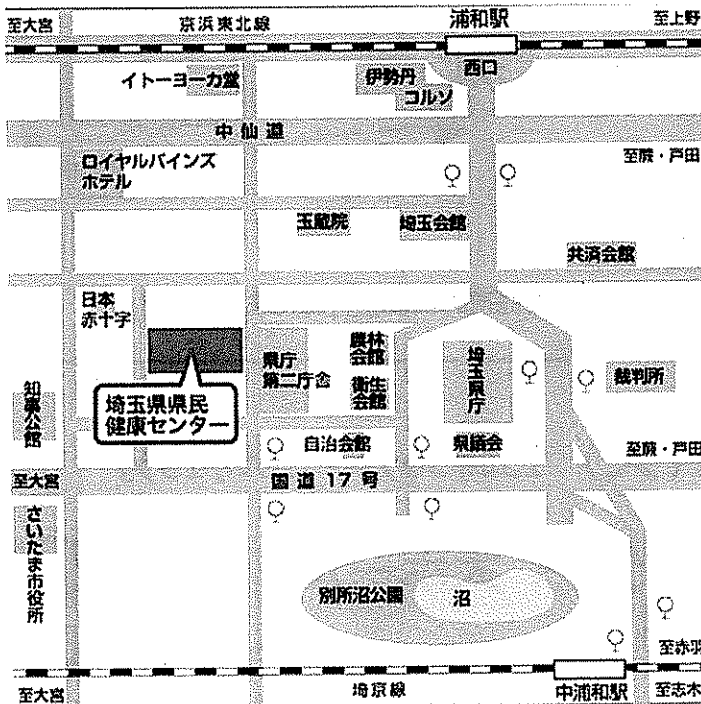 至大宮
京浜東北線
浦和駅
至上野
西口
イトーヨーカ堂
伊勢丹
コルソ
中仙道
ロイヤルパインズ
ホテル
至蕨・戸田
玉蔵院
埼玉会館
共済会館
日本
赤十字
県庁
第二庁舎
農林
会館
衛生
会館
埼玉県庁
裁判所
知事公館
埼玉県県民
健康センター
自治会館
県議会
至蕨・戸田
至大宮
国道17号
さいたま市役所
別所沼公園
沼
至赤羽
至大宮
埼京線
中浦和駅
至志木